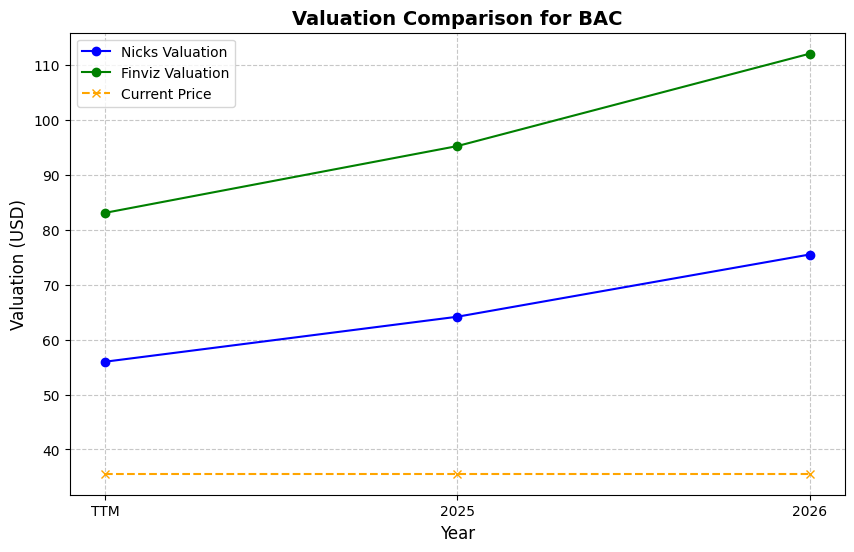 Valuation Comparison for BAC
Nicks Valuation
Finviz Valuation
Current Price
Valuation (USD)
110
100
90
80
70
60
50
40
TTM
2025
2026
Year